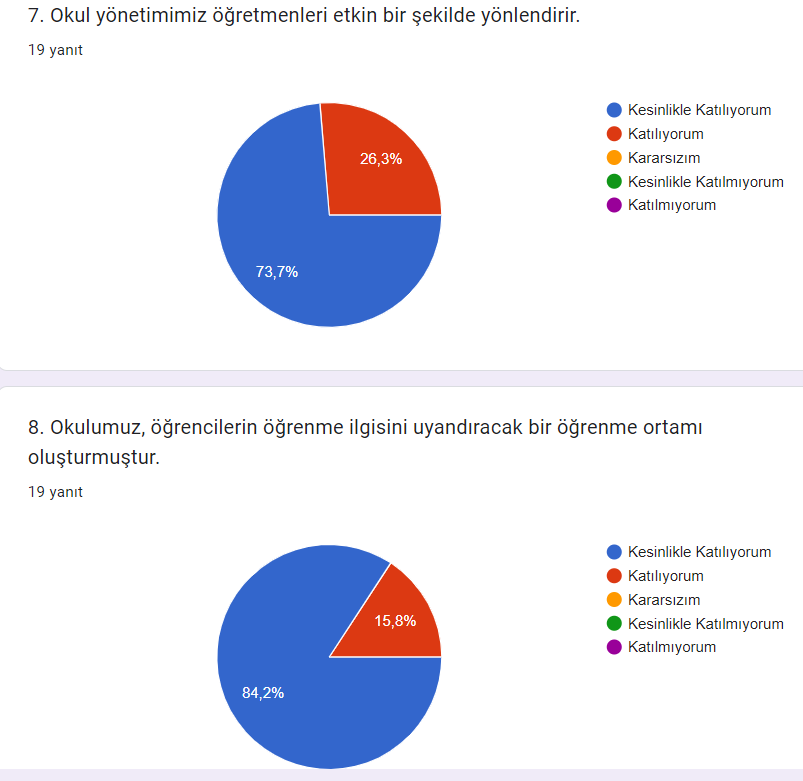 7. Okul yönetimimiz öğretmenleri etkin bir şekilde yönlendirir.
19 yanıt
26,3%
73,7%
Kesinlikle Katılıyorum
Katılıyorum
Kararsızım
Kesinlikle Katılmıyorum
Katılmıyorum
8. Okulumuz, öğrencilerin öğrenme ilgisini uyandıracak bir öğrenme ortamı
oluşturmuştur.
19 yanıt
15,8%
84,2%
Kesinlikle Katılıyorum
Katılıyorum
Kararsızım
Kesinlikle Katılmıyorum
Katılmıyorum